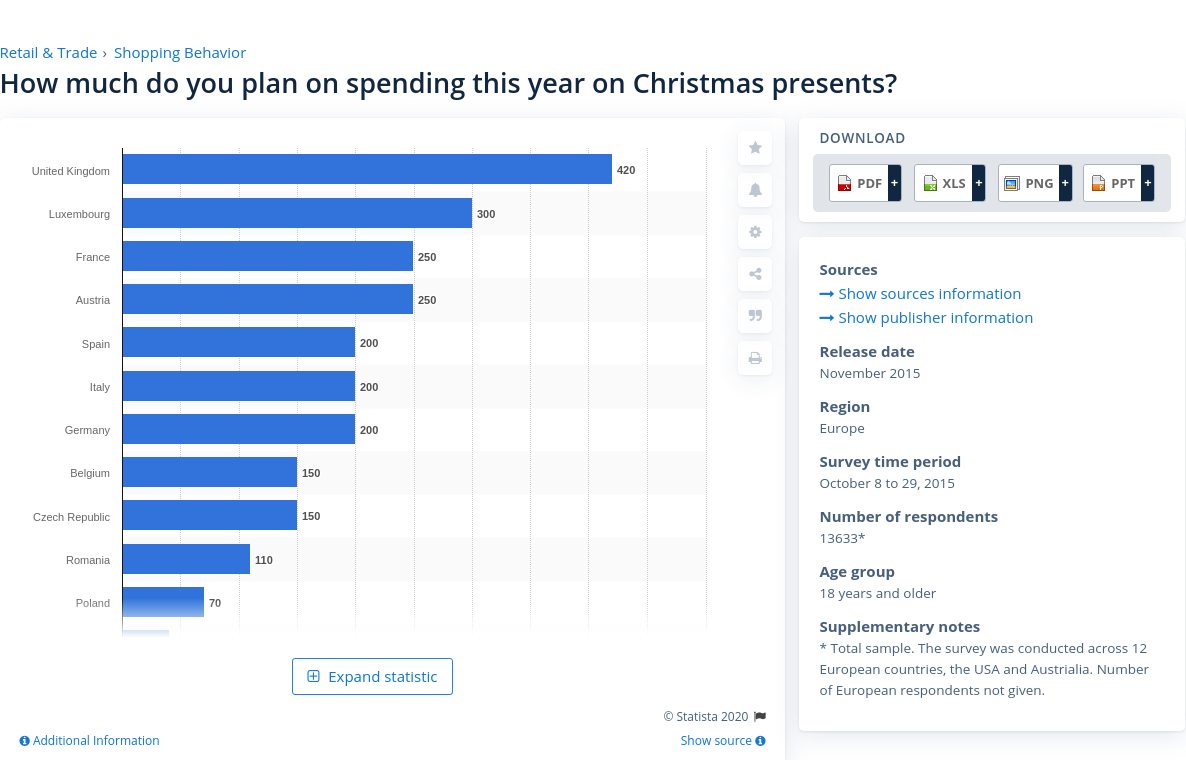 Retail & Trade › Shopping Behavior
How much do you plan on spending this year on Christmas presents?
United Kingdom 420
Luxembourg 300
France 250
Austria 250
Spain 200
Italy 200
Germany 200
Belgium 150
Czech Republic 150
Romania 110
Poland 70
Expand statistic
© Statista 2020
Additional Information
Show source
DOWNLOAD
PDF + XLS + PNG + PPT +
Sources
Show sources information
Show publisher information
Release date
November 2015
Region
Europe
Survey time period
October 8 to 29, 2015
Number of respondents
13633*
Age group
18 years and older
Supplementary notes
* Total sample. The survey was conducted across 12
European countries, the USA and Austrialia. Number
of European respondents not given.